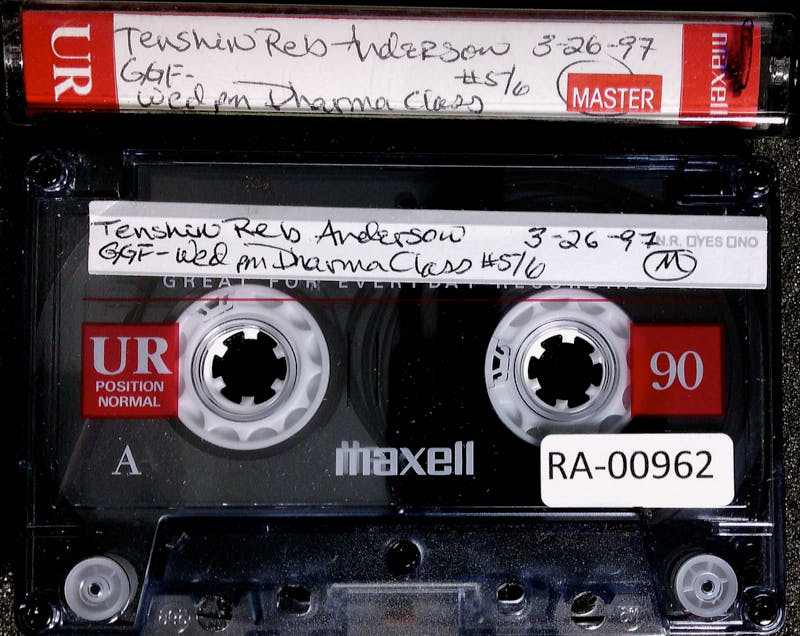 UR
Tenshin Reb Anderson 3-26-97
GGF- #5/6
Wed pm Dharma Class
MASTER
maxell
Tenshin Reb Anderson 3-26-97
N.R. □YES □NO
GGF-Wed pm Dharma Class #5/6 M
GREAT FOR EVERYDAY RECORDING
UR
POSITION
NORMAL
90
A
maxell
RA-00962